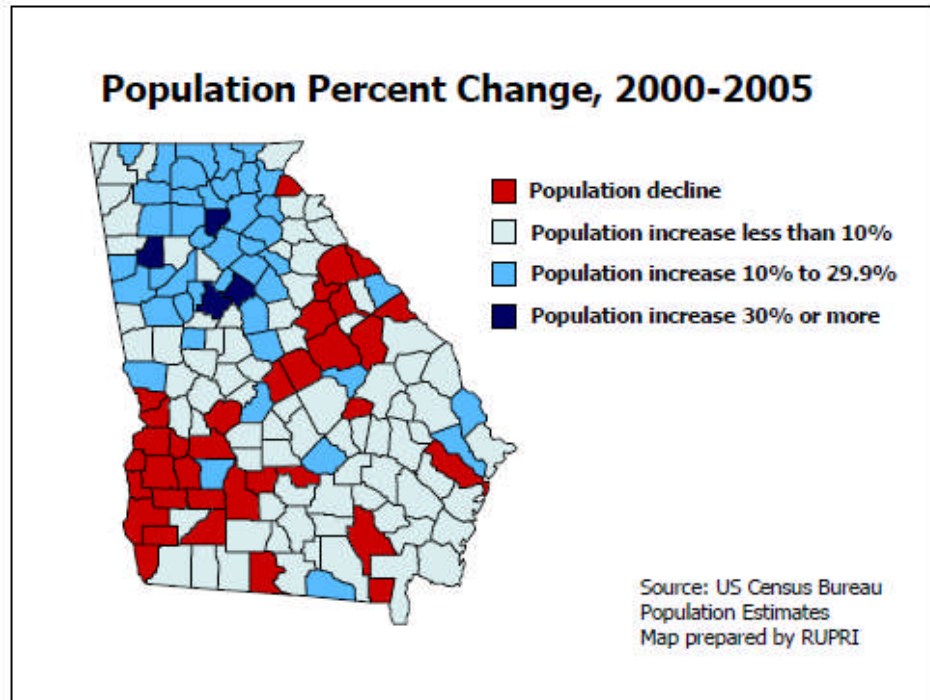 Population Percent Change, 2000-2005
Population decline
Population increase less than 10%
Population increase 10% to 29.9%
Population increase 30% or more
Source: US Census Bureau
Population Estimates
Map prepared by RUPRI